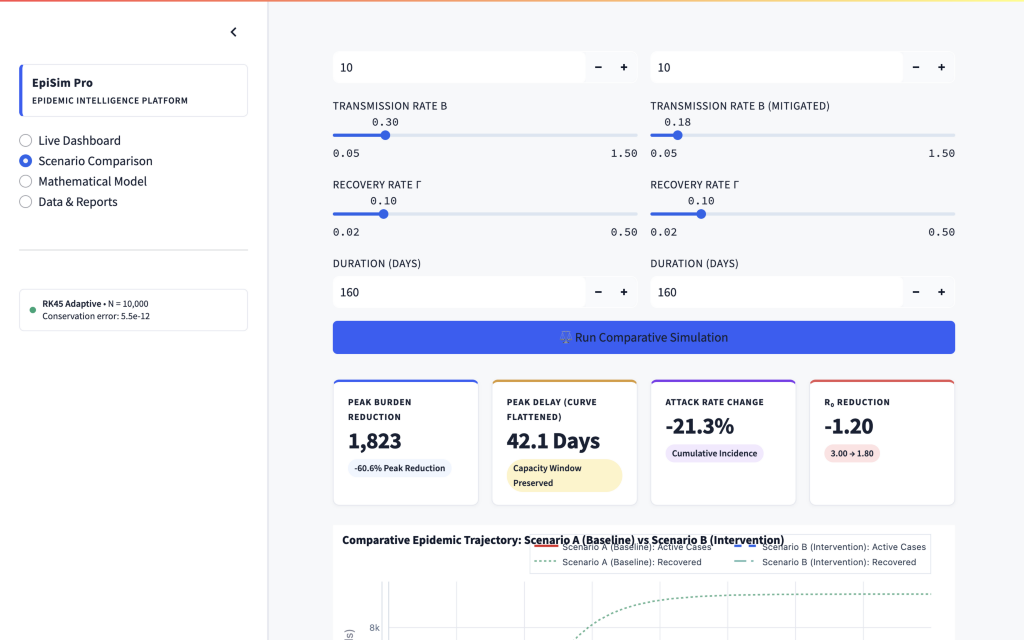 EpiSim Pro
EPIDEMIC INTELLIGENCE PLATFORM
Live Dashboard
Scenario Comparison
Mathematical Model
Data & Reports
RK45 Adaptive • N = 10,000
Conservation error: 5.5e-12
10 − +
10 − +
TRANSMISSION RATE Β
0.30
0.05 1.50
TRANSMISSION RATE Β (MITIGATED)
0.18
0.05 1.50
RECOVERY RATE Γ
0.10
0.02 0.50
RECOVERY RATE Γ
0.10
0.02 0.50
DURATION (DAYS)
160 − +
DURATION (DAYS)
160 − +
Run Comparative Simulation
PEAK BURDEN
REDUCTION
1,823
-60.6% Peak Reduction
PEAK DELAY (CURVE
FLATTENED)
42.1 Days
Capacity Window
Preserved
ATTACK RATE CHANGE
-21.3%
Cumulative Incidence
R₀ REDUCTION
-1.20
3.00 → 1.80
Comparative Epidemic Trajectory: Scenario A (Baseline) vs Scenario B (Intervention)
Scenario A (Baseline): Active Cases
Scenario B (Intervention): Active Cases
Scenario A (Baseline): Recovered
Scenario B (Intervention): Recovered
8k